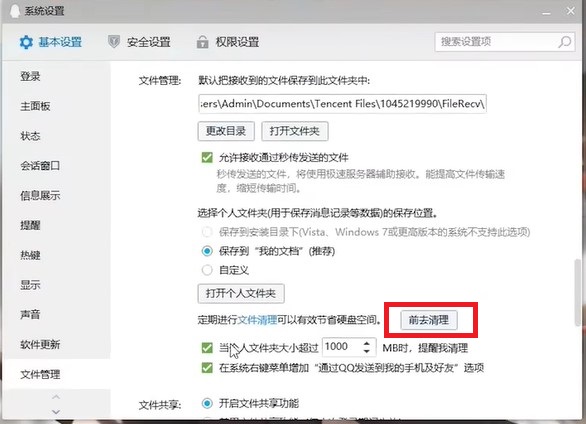 系统设置
基本设置 安全设置 权限设置 搜索设置项
登录
主面板
状态
会话窗口
信息展示
提醒
热键
显示
声音
软件更新
文件管理
文件管理: 默认把接收到的文件保存到此文件夹中:
sers\Admin\Documents\Tencent Files\1045219990\FileRecv\
更改目录 打开文件夹
允许接收通过秒传发送的文件
秒传发送的文件，将使用极速服务器辅助接收。能提高文件传输速
度，缩短传输时间。
选择个人文件夹(用于保存消息记录等数据)的保存位置。
保存到安装目录下(Vista、Windows 7或更高版本的系统不支持此选项)
保存到“我的文档”(推荐)
自定义
打开个人文件夹
定期进行文件清理可以有效节省硬盘空间。 前去清理
当个人文件夹大小超过 1000 MB时，提醒我清理
在系统右键菜单增加“通过QQ发送到我的手机及好友”选项
文件共享: 开启文件共享功能